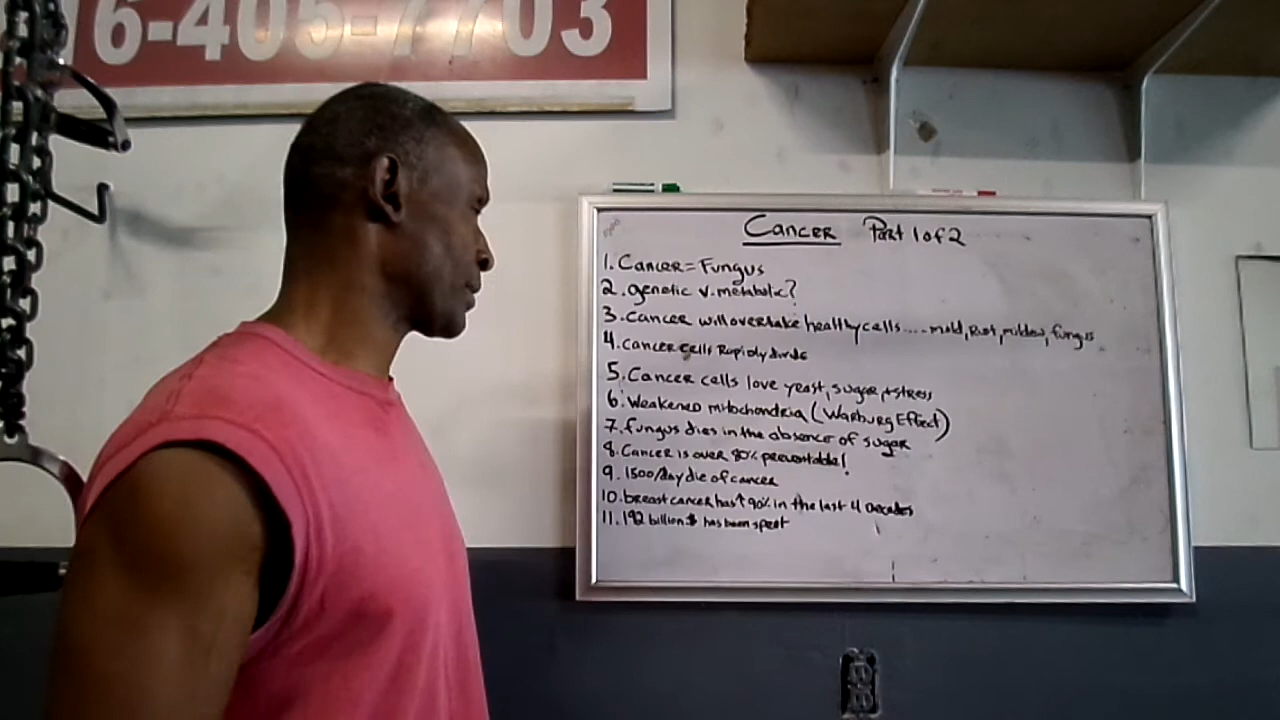 16-405-7703
Cancer Part 1 of 2
1. Cancer = Fungus
2. genetic v. metabolic?
3. Cancer will overtake healthy cells.... mold, Rust, mildew, fungus
4. Cancer cells Rapidly divide
5. Cancer cells love yeast, sugar, + stress
6. Weakened mitochondria (Warburg Effect)
7. fungus dies in the absence of sugar
8. Cancer is over 80% preventable!
9. 1500/day die of cancer
10. breast cancer has ↑ 90% in the last 4 Decades
11. 192 billion $ has been spent